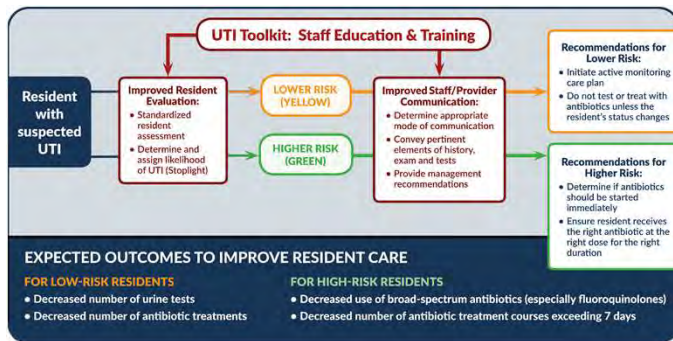 UTI Toolkit: Staff Education & Training
Resident
with
suspected
UTI
Improved Resident
Evaluation:
• Standardized
resident
assessment
• Determine and
assign likelihood
of UTI (Stoplight)
LOWER RISK
(YELLOW)
HIGHER RISK
(GREEN)
Improved Staff/Provider
Communication:
• Determine appropriate
mode of communication
• Convey pertinent
elements of history,
exam and tests
• Provide management
recommendations
Recommendations for
Lower Risk:
• Initiate active monitoring
care plan
• Do not test or treat with
antibiotics unless the
resident's status changes
Recommendations for
Higher Risk:
• Determine if antibiotics
should be started
immediately
• Ensure resident receives
the right antibiotic at the
right dose for the right
duration
EXPECTED OUTCOMES TO IMPROVE RESIDENT CARE
FOR LOW-RISK RESIDENTS
• Decreased number of urine tests
• Decreased number of antibiotic treatments
FOR HIGH-RISK RESIDENTS
• Decreased use of broad-spectrum antibiotics (especially fluoroquinolones)
• Decreased number of antibiotic treatment courses exceeding 7 days